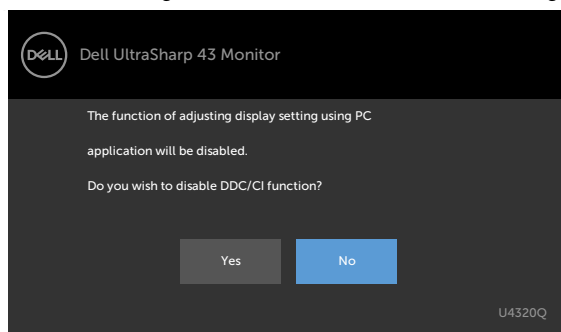 DELL Dell UltraSharp 43 Monitor
The function of adjusting display setting using PC
application will be disabled.
Do you wish to disable DDC/CI function?
Yes No
U4320Q